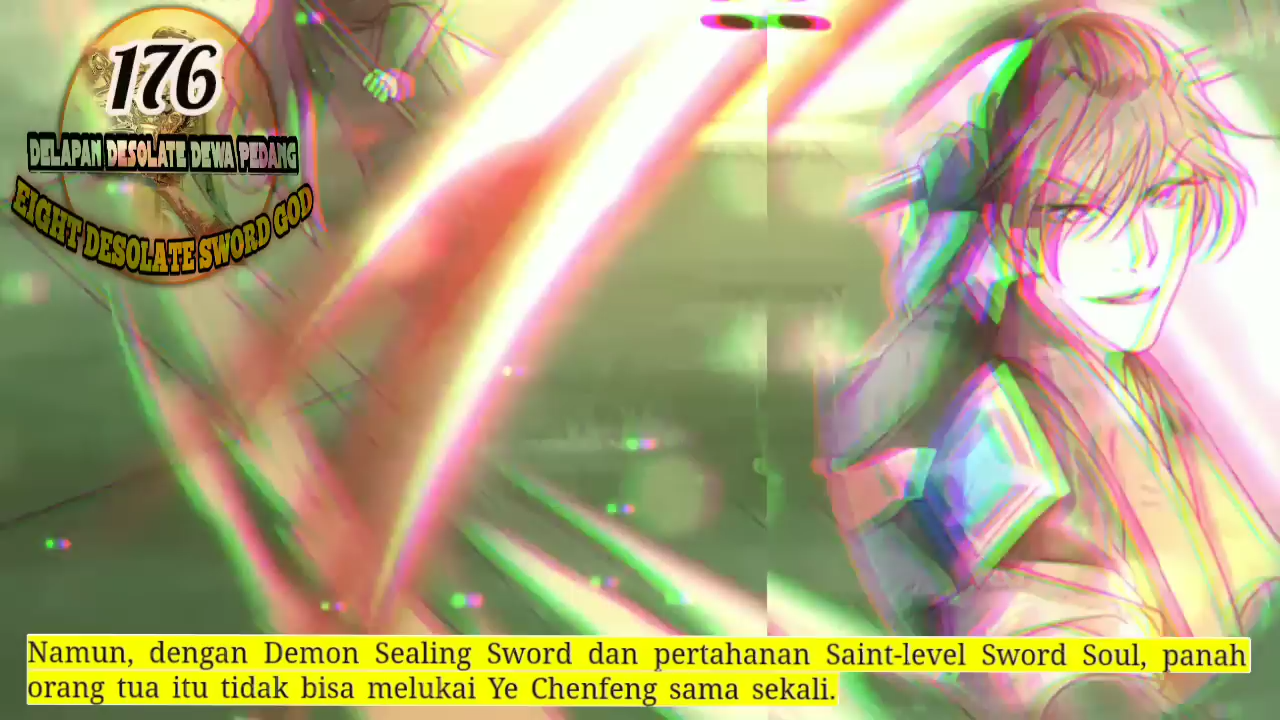 176
DELAPAN DESOLATE DEWA PEDANG
EIGHT DESOLATE SWORD GOD
Namun, dengan Demon Sealing Sword dan pertahanan Saint-level Sword Soul, panah
orang tua itu tidak bisa melukai Ye Chenfeng sama sekali.